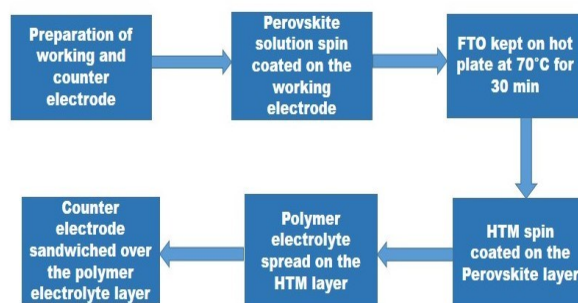 Preparation of
working and
counter
electrode
Perovskite
solution spin
coated on the
working
electrode
FTO kept on hot
plate at 70°C for
30 min
HTM spin
coated on the
Perovskite layer
Polymer
electrolyte
spread on the
HTM layer
Counter
electrode
sandwiched over
the polymer
electrolyte layer